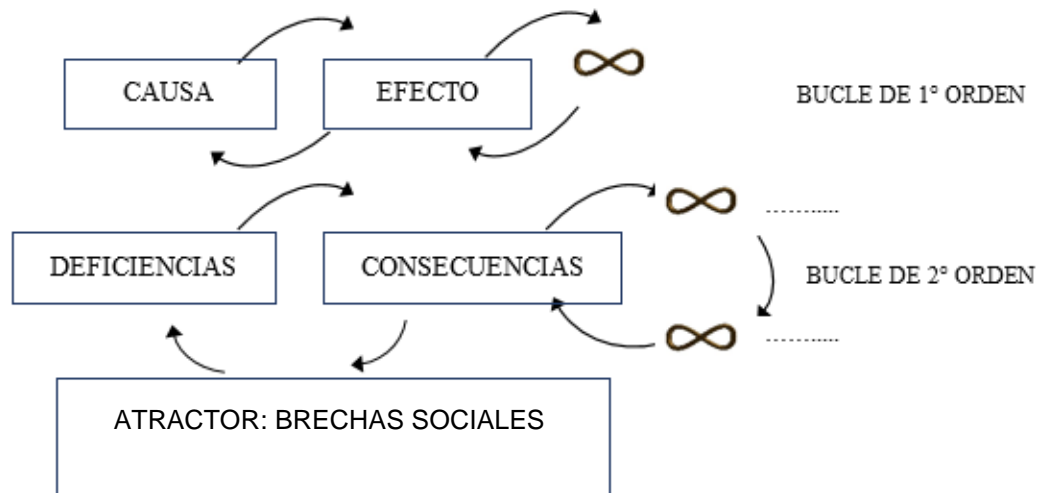 CAUSA
EFECTO
BUCLE DE 1° ORDEN
DEFICIENCIAS
CONSECUENCIAS
...........
BUCLE DE 2° ORDEN
...........
ATRACTOR: BRECHAS SOCIALES